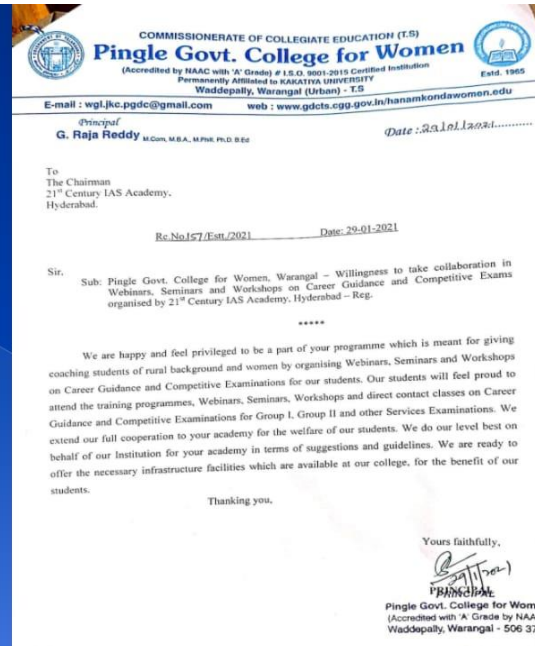 COMMISSIONERATE OF COLLEGIATE EDUCATION (T.S)
Pingle Govt. College for Women
(Accredited by NAAC with 'A' Grade) # I.S.O. 9001-2015 Certified Institution
Permanently Affiliated to KAKATIYA UNIVERSITY
Waddepally, Warangal (Urban) - T.S
Estd. 1965
E-mail : wgl.jkc.pgdc@gmail.com web : www.gdcts.cgg.gov.in/hanamkondawomen.edu
Principal
G. Raja Reddy M.Com, M.B.A., M.Phil. Ph.D. B.Ed
Date : 29/01/2021...........
To
The Chairman
21st Century IAS Academy,
Hyderabad.
Rc.No.157/Estt./2021 Date: 29-01-2021
Sir,
Sub: Pingle Govt. College for Women, Warangal – Willingness to take collaboration in
Webinars, Seminars and Workshops on Career Guidance and Competitive Exams
organised by 21st Century IAS Academy, Hyderabad – Reg.
*****
We are happy and feel privileged to be a part of your programme which is meant for giving
coaching students of rural background and women by organising Webinars, Seminars and Workshops
on Career Guidance and Competitive Examinations for our students. Our students will feel proud to
attend the training programmes, Webinars, Seminars, Workshops and direct contact classes on Career
Guidance and Competitive Examinations for Group I, Group II and other Services Examinations. We
extend our full cooperation to your academy for the welfare of our students. We do our level best on
behalf of our Institution for your academy in terms of suggestions and guidelines. We are ready to
offer the necessary infrastructure facilities which are available at our college, for the benefit of our
students.
Thanking you,
Yours faithfully,
29/1/2021
PRINCIPAL
Pingle Govt. College for Wom
(Accredited with 'A' Grade by NAA
Waddepally, Warangal - 506 37